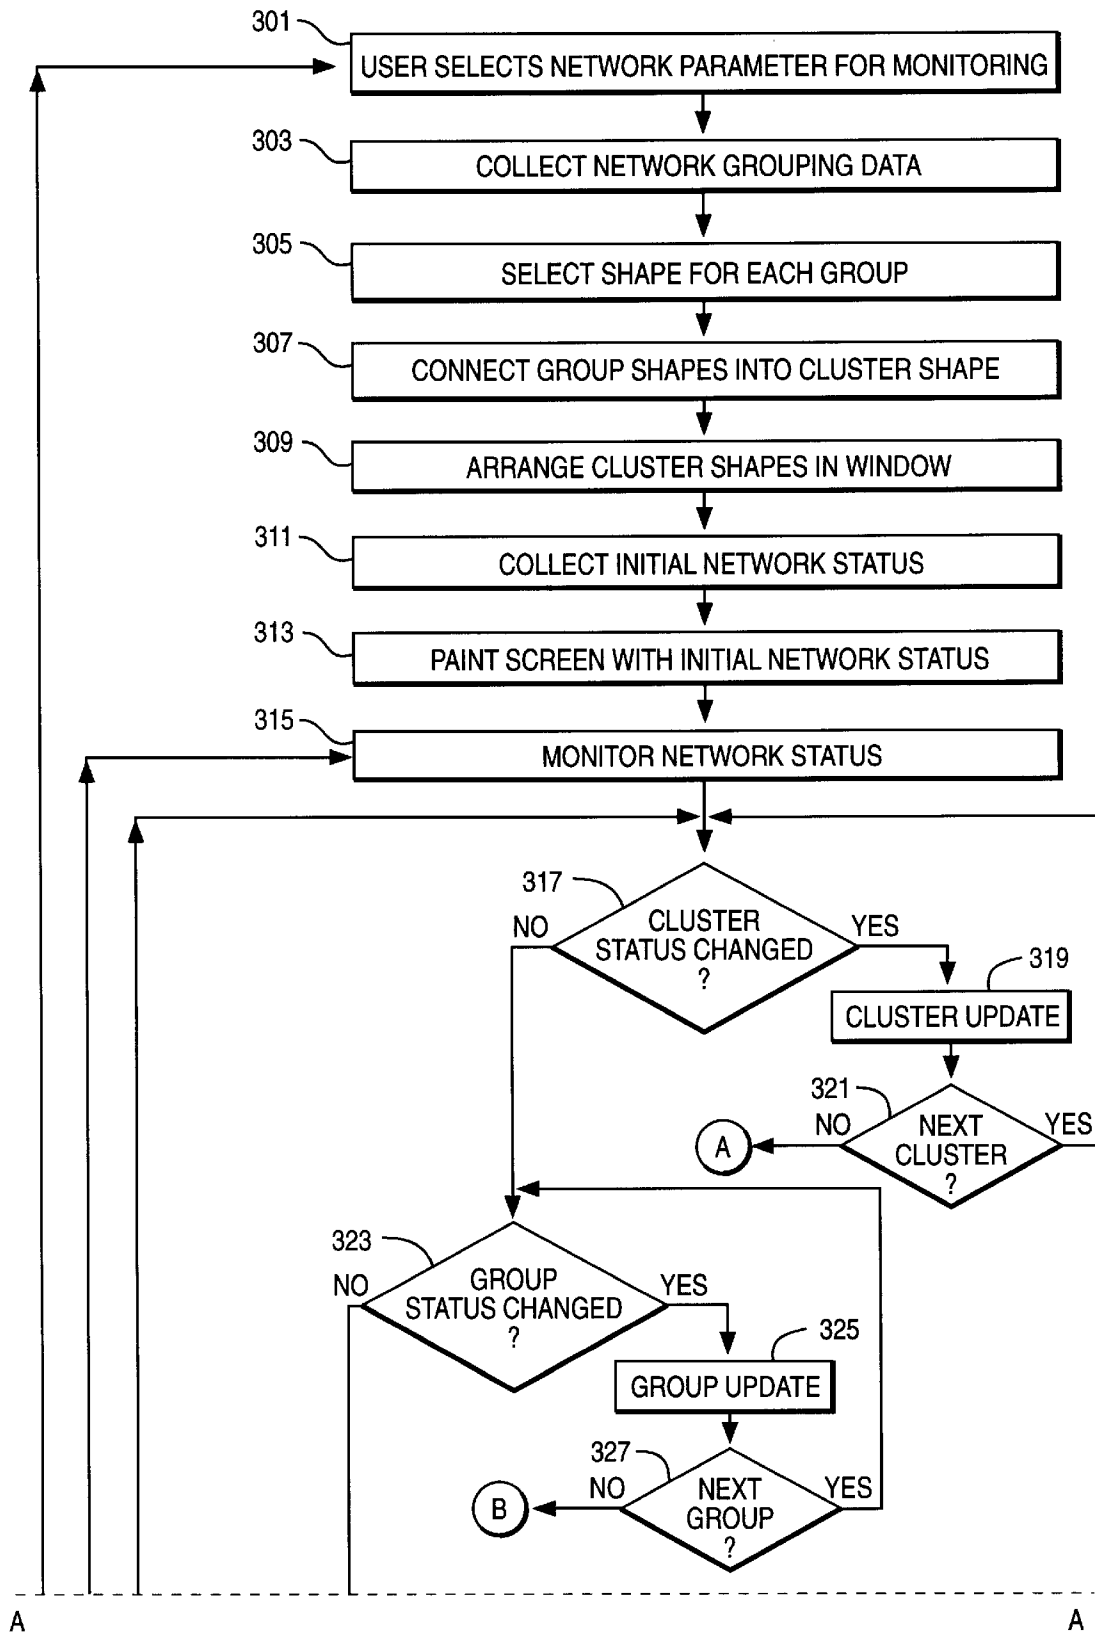 301
USER SELECTS NETWORK PARAMETER FOR MONITORING
303
COLLECT NETWORK GROUPING DATA
305
SELECT SHAPE FOR EACH GROUP
307
CONNECT GROUP SHAPES INTO CLUSTER SHAPE
309
ARRANGE CLUSTER SHAPES IN WINDOW
311
COLLECT INITIAL NETWORK STATUS
313
PAINT SCREEN WITH INITIAL NETWORK STATUS
315
MONITOR NETWORK STATUS
317
NO
CLUSTER
STATUS CHANGED
?
YES
319
CLUSTER UPDATE
321
NO
NEXT
CLUSTER
?
YES
A
323
NO
GROUP
STATUS CHANGED
?
YES
325
GROUP UPDATE
327
NO
NEXT
GROUP
?
YES
B
A
A